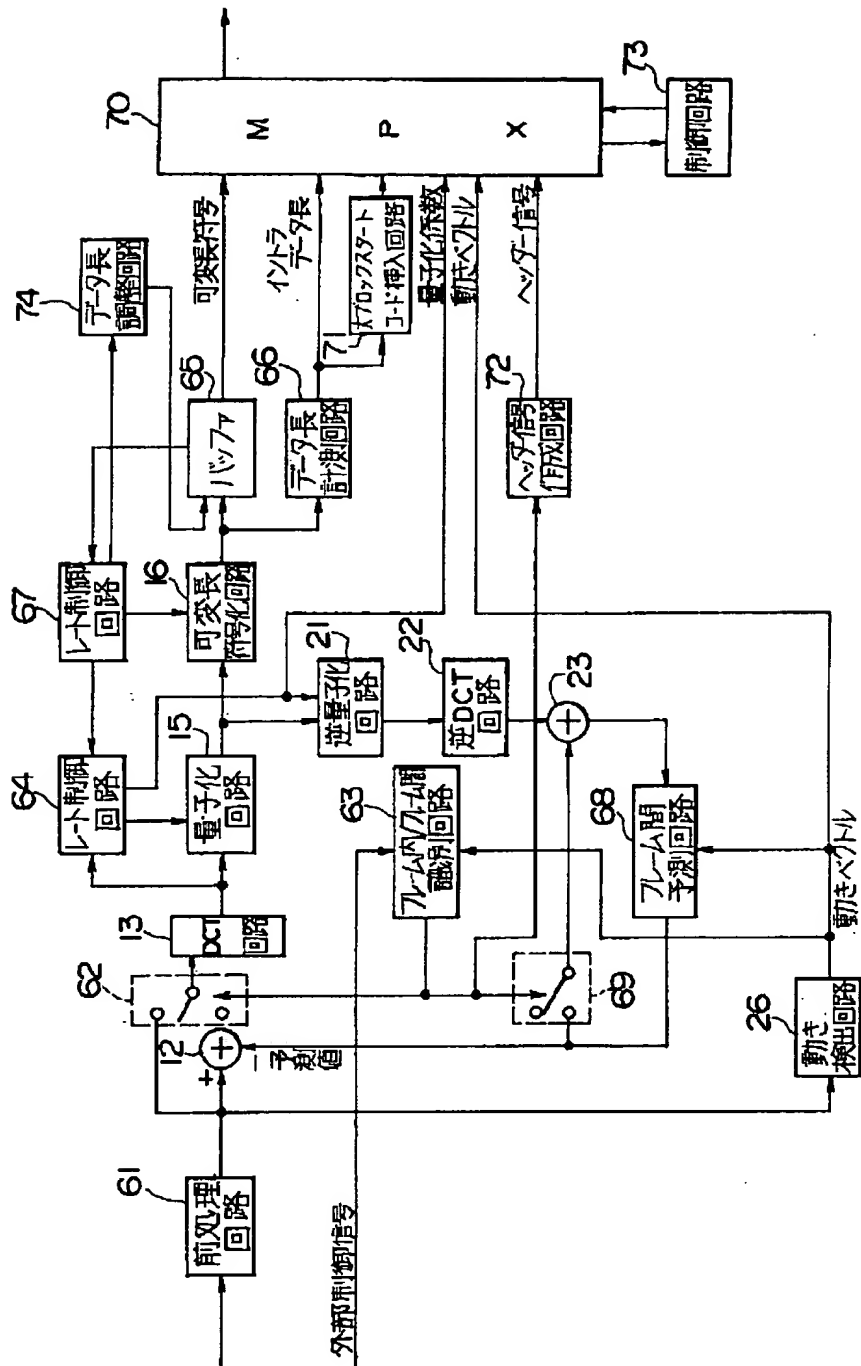 61
前処理
回路
外部制御信号
12
+
+
−
予測値
62
13
DCT
回路
64
レート制御
回路
15
量子化
回路
67
レート制御
回路
16
可変長
符号化回路
74
データ長
調整回路
65
バッファ
66
データ長
計測回路
可変長符号
イントラ
データ長
71
大ブロックスタート
コード挿入回路
量子化係数
動きベクトル
ヘッダー信号
72
ヘッダ信号
作成回路
21
逆量子化
回路
22
逆DCT
回路
23
+
63
フレーム内/フレーム間
識別回路
69
68
フレーム間
予測回路
動きベクトル
26
動き
検出回路
70
M
P
X
73
制御回路